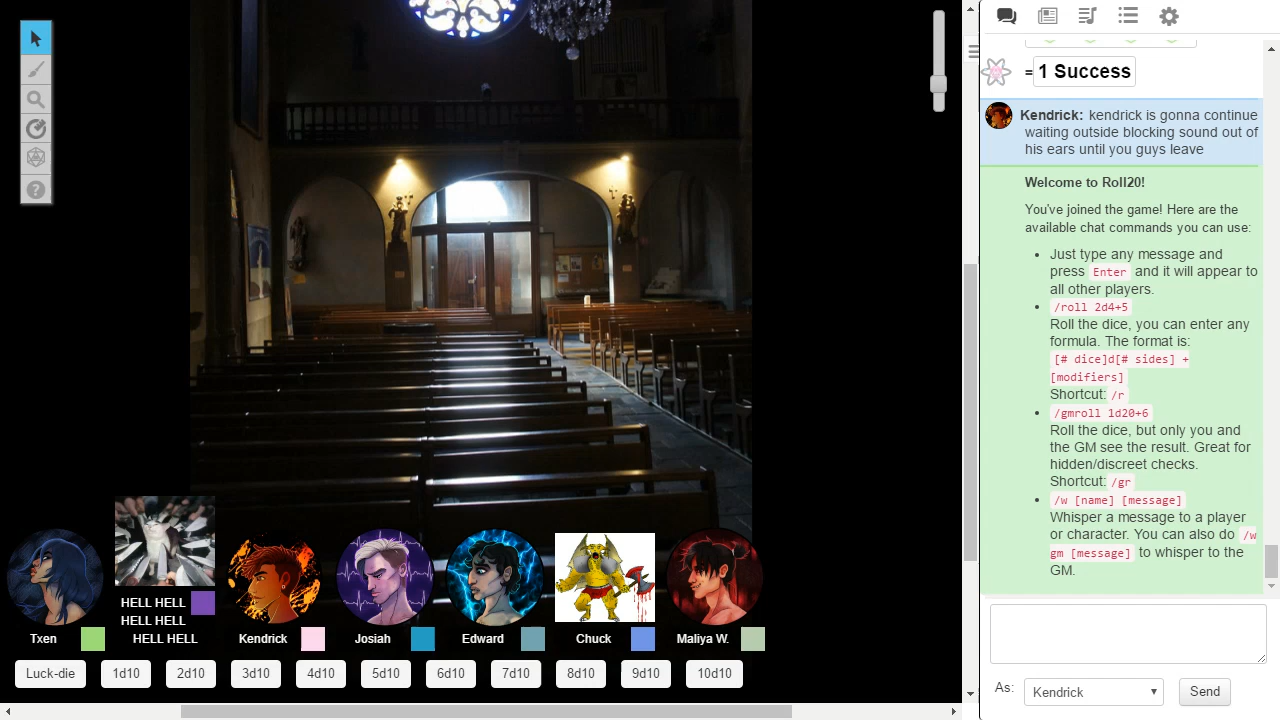 =1 Success
Kendrick: kendrick is gonna continue
waiting outside blocking sound out of
his ears until you guys leave
Welcome to Roll20!
You've joined the game! Here are the
available chat commands you can use:
Just type any message and
press Enter and it will appear to
all other players.
/roll 2d4+5
Roll the dice, you can enter any
formula. The format is:
[# dice]d[# sides] +
[modifiers]
Shortcut: /r
/gmroll 1d20+6
Roll the dice, but only you and
the GM see the result. Great for
hidden/discreet checks.
Shortcut: /gr
/w [name] [message]
Whisper a message to a player
or character. You can also do /w
gm [message] to whisper to the
GM.
As: Kendrick Send
HELL HELL
HELL HELL
Txen HELL HELL Kendrick Josiah Edward Chuck Maliya W.
Luck-die 1d10 2d10 3d10 4d10 5d10 6d10 7d10 8d10 9d10 10d10